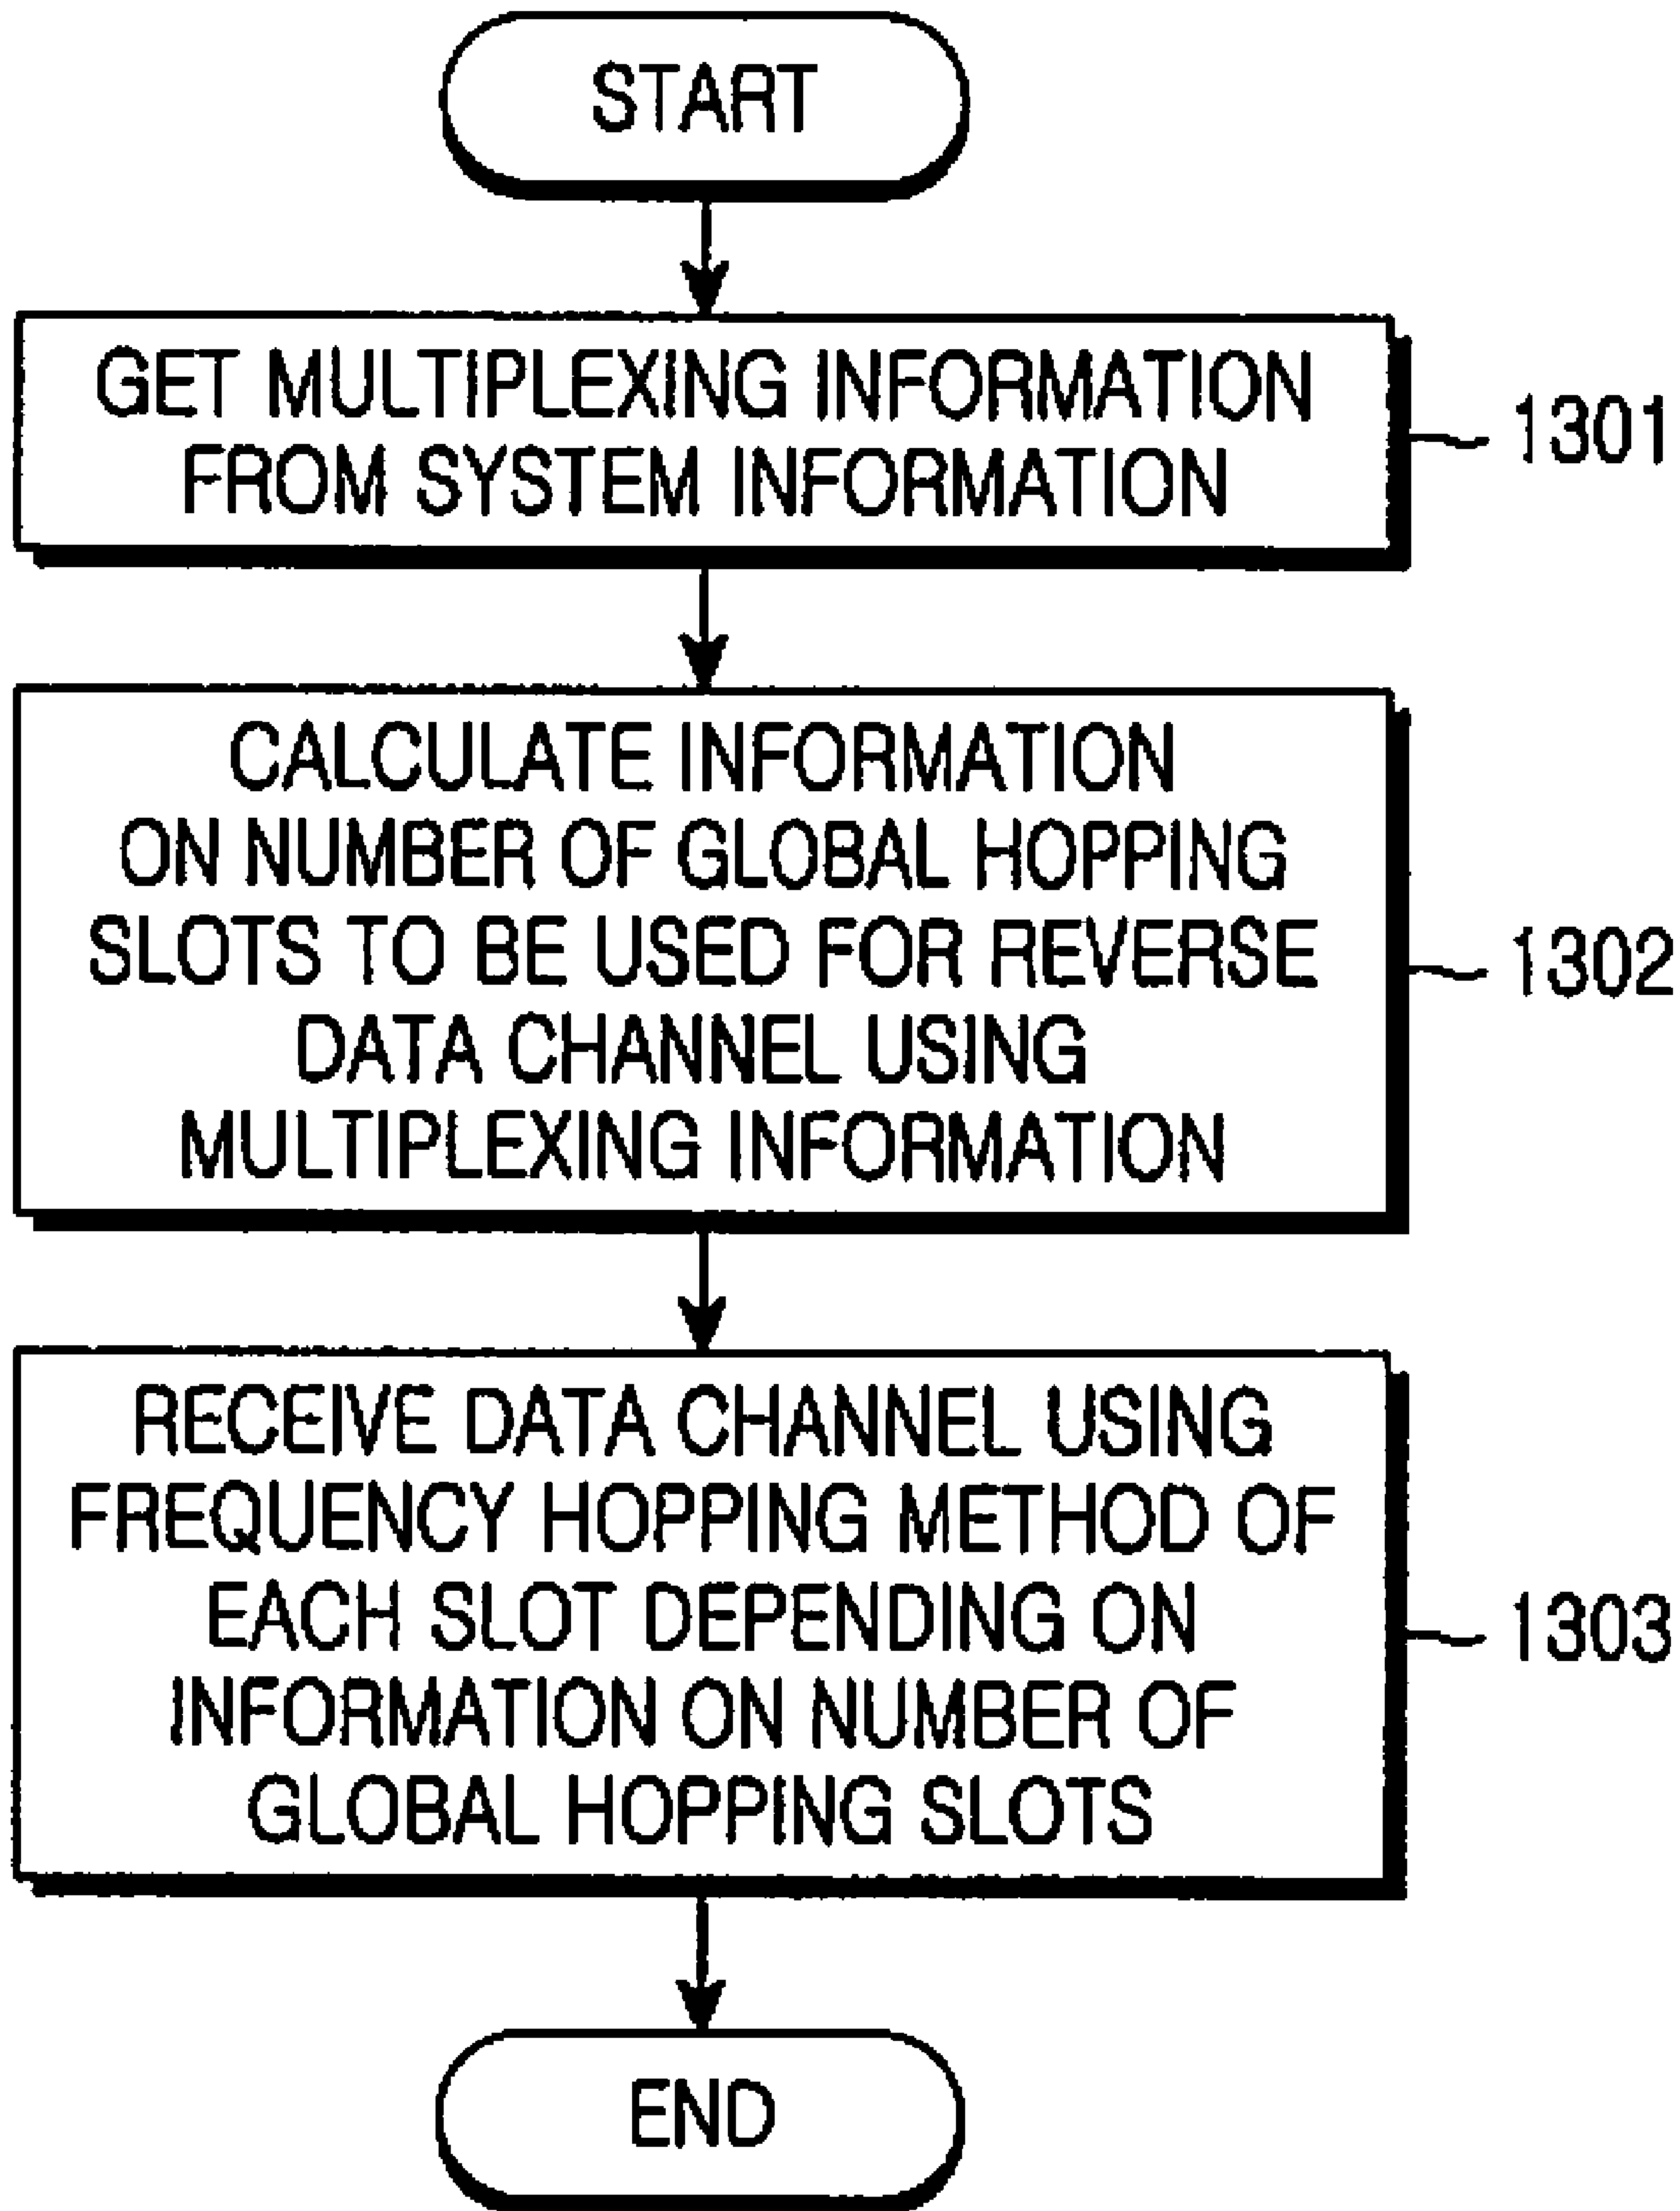 START
GET MULTIPLEXING INFORMATION
FROM SYSTEM INFORMATION
1301
CALCULATE INFORMATION
ON NUMBER OF GLOBAL HOPPING
SLOTS TO BE USED FOR REVERSE
DATA CHANNEL USING
MULTIPLEXING INFORMATION
1302
RECEIVE DATA CHANNEL USING
FREQUENCY HOPPING METHOD OF
EACH SLOT DEPENDING ON
INFORMATION ON NUMBER OF
GLOBAL HOPPING SLOTS
1303
END